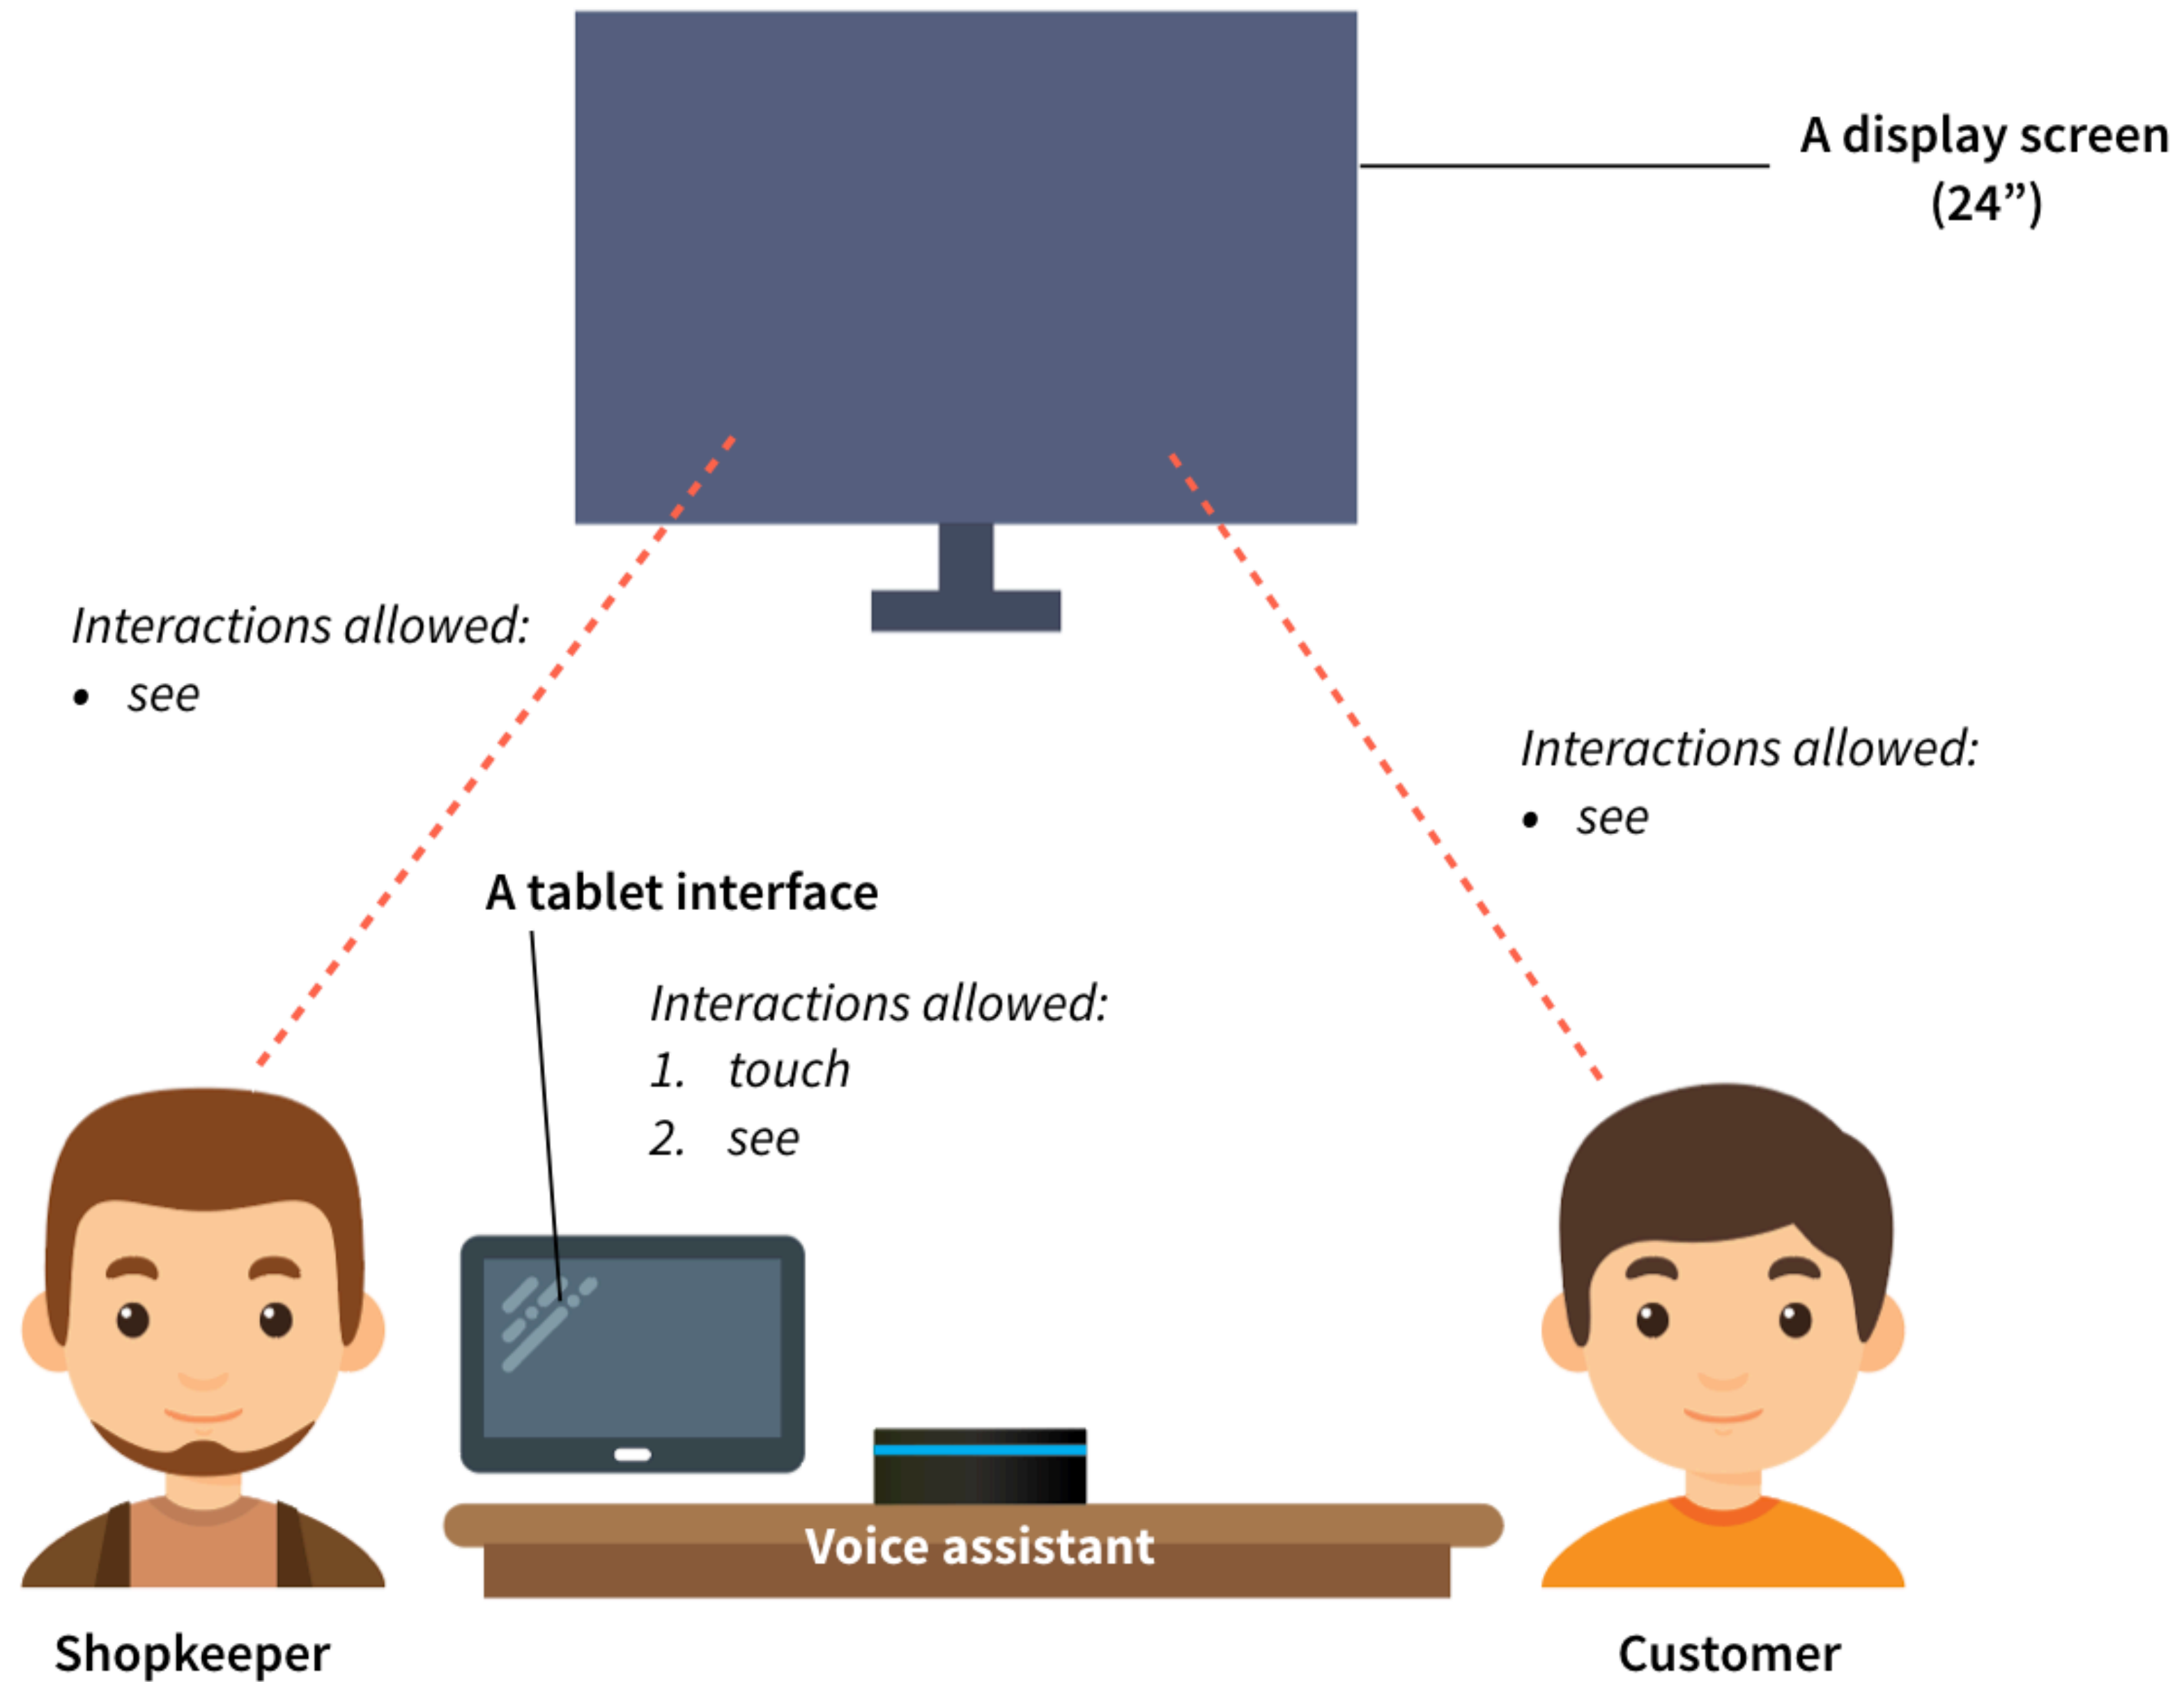 A display screen
(24”)
Interactions allowed:
• see
Interactions allowed:
• see
A tablet interface
Interactions allowed:
1. touch
2. see
Voice assistant
Shopkeeper
Customer